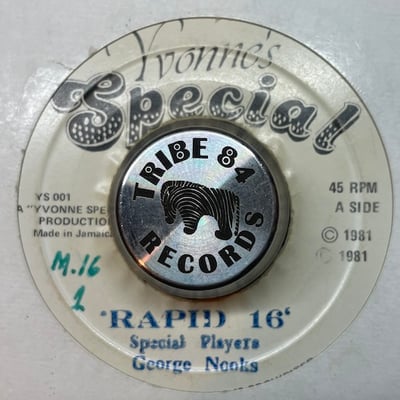 Yvonne's
Special
TRIBE 84
RECORDS
YS 001
A "YVONNE SPE
PRODUCTION
Made in Jamaica
45 RPM
A SIDE
© 1981
℗ 1981
M.16
1
'RAPID 16'
Special Players
George Nooks